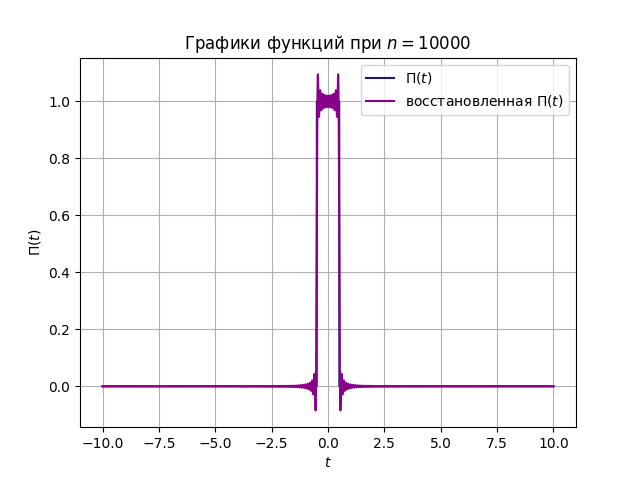 Графики функций при n = 10000
Π(t)
восстановленная Π(t)
Π(t)
1.0
0.8
0.6
0.4
0.2
0.0
−10.0 −7.5 −5.0 −2.5 0.0 2.5 5.0 7.5 10.0
t